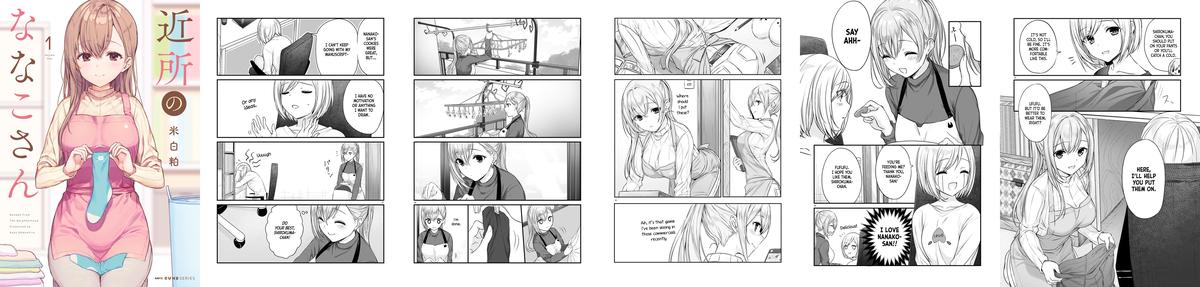 近所の
ななこさん
1
米白粕
NANAKO-
SAN'S
COOKIES
WERE
GREAT,
BUT...
I CAN'T KEEP
GOING WITH MY
MANUSCRIPT-
I HAVE NO
MOTIVATION
OR ANYTHING
I WANT TO
DRAW.
Or any
ideas.
Uuuugh
DO
YOUR BEST,
SHIROKUMA-
CHAN!
I'm
done.
where
should
I put
these?
Ah, it's that game
I've been seeing in
those commercials
recently.
SAY
AHH~
YOU'RE
FEEDING ME?
THANK YOU,
NANAKO-
SAN!
FUFUFU,
I HOPE YOU
LIKE THEM,
SHIROKUMA-
CHAN.
Delicious!
I LOVE
NANAKO-
SAN!!
SHIROKUMA-
CHAN, YOU
SHOULD PUT
ON YOUR PANTS
OR YOU'LL
CATCH A COLD.
IT'S NOT
COLD, SO I'LL
BE FINE. IT'S
MORE COM-
FORTABLE
LIKE THIS.
UFUFU,
BUT IT'D BE
BETTER TO
WEAR THEM,
RIGHT?
HERE,
I'LL HELP
YOU PUT
THEM ON.